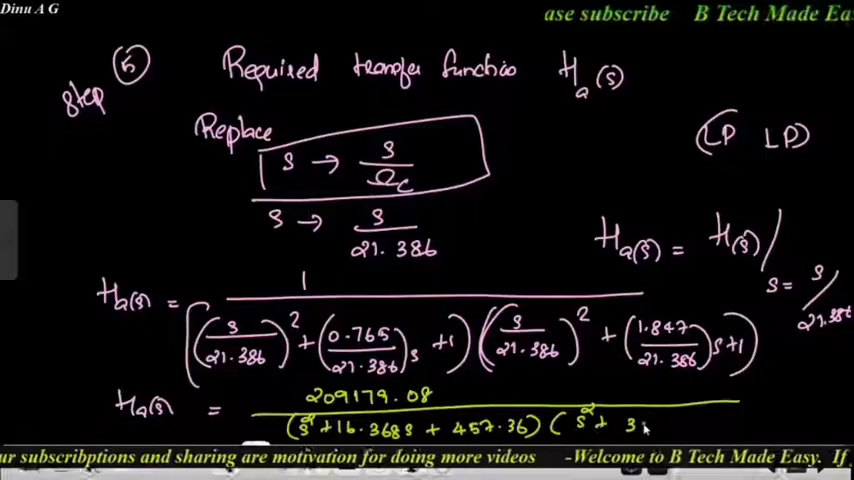 Dinu A G
ase subscribe B Tech Made Eas
Step 5 Required transfer function Ha(s)
Replace
(LP LP)
s → s/Ωc
s → s/21.386
Ha(s) = H(s) / s = s/21.386
Ha(s) = 1 / ((s/21.386)² + (0.765/21.386)s + 1) ((s/21.386)² + (1.847/21.386)s + 1)
Ha(s) = 209179.08 / (s² + 16.368s + 457.36) (s² + 3
ur subscribptions and sharing are motivation for doing more videos -Welcome to B Tech Made Easy. If